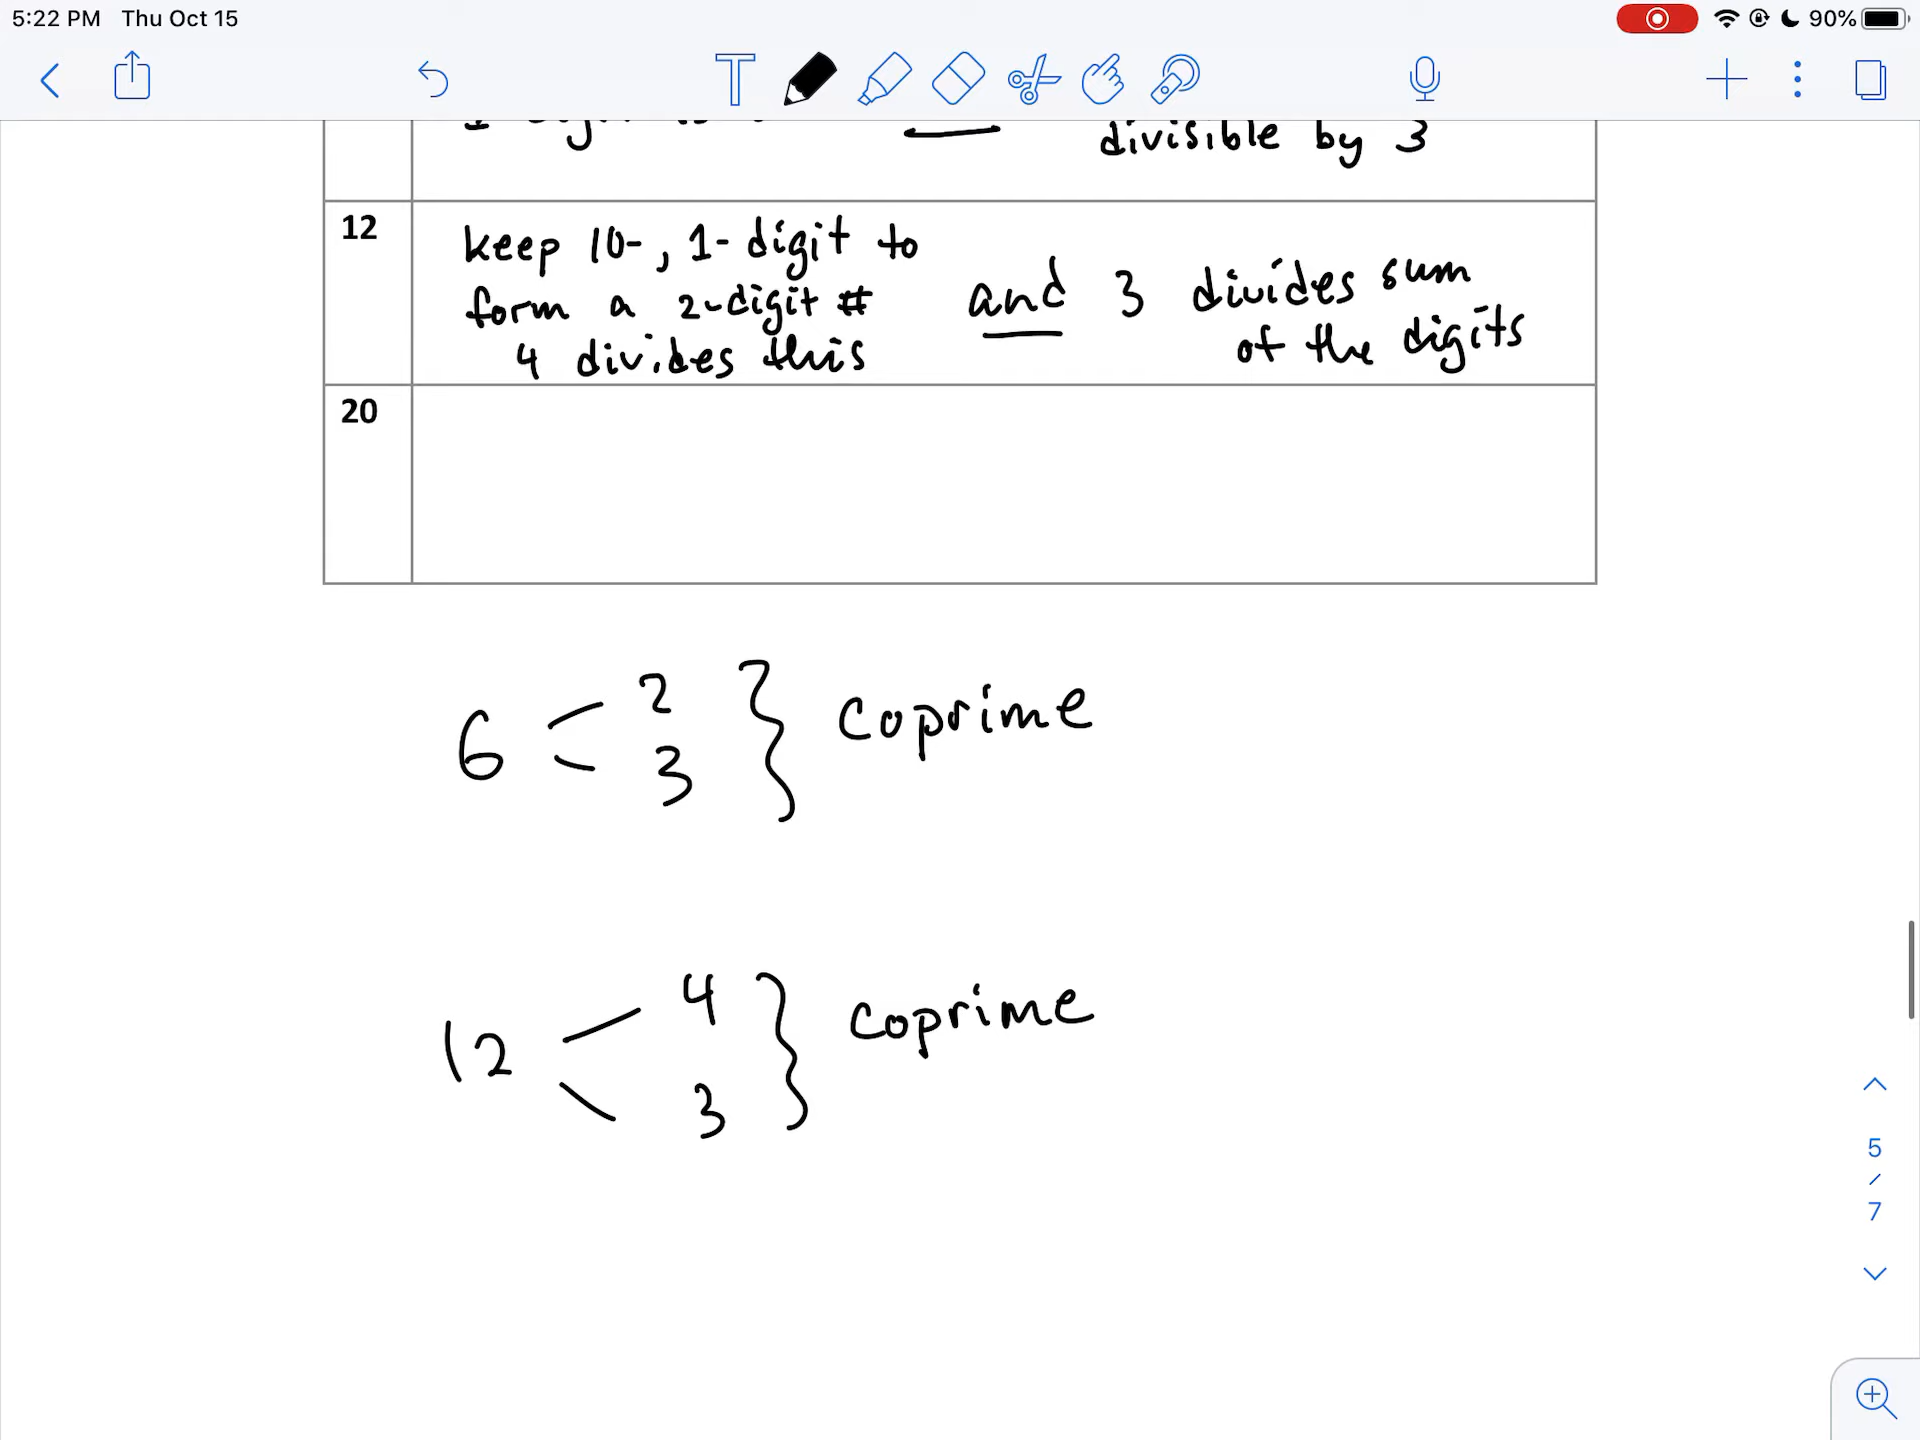 5:22 PM Thu Oct 15
90%
T
divisible by 3
12
keep 10-, 1-digit to
form a 2-digit #
4 divides this
and 3 divides sum
of the digits
20
6
2
3
coprime
12
4
3
coprime
5
/
7